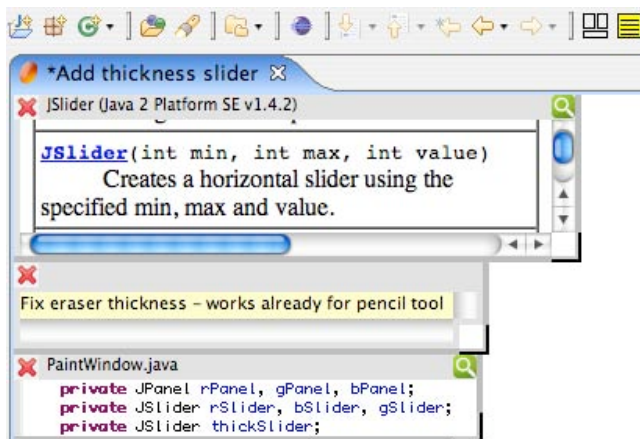 *Add thickness slider
JSlider (Java 2 Platform SE v1.4.2)
JSlider(int min, int max, int value)
Creates a horizontal slider using the
specified min, max and value.
Fix eraser thickness – works already for pencil tool
PaintWindow.java
private JPanel rPanel, gPanel, bPanel;
private JSlider rSlider, bSlider, gSlider;
private JSlider thickSlider;